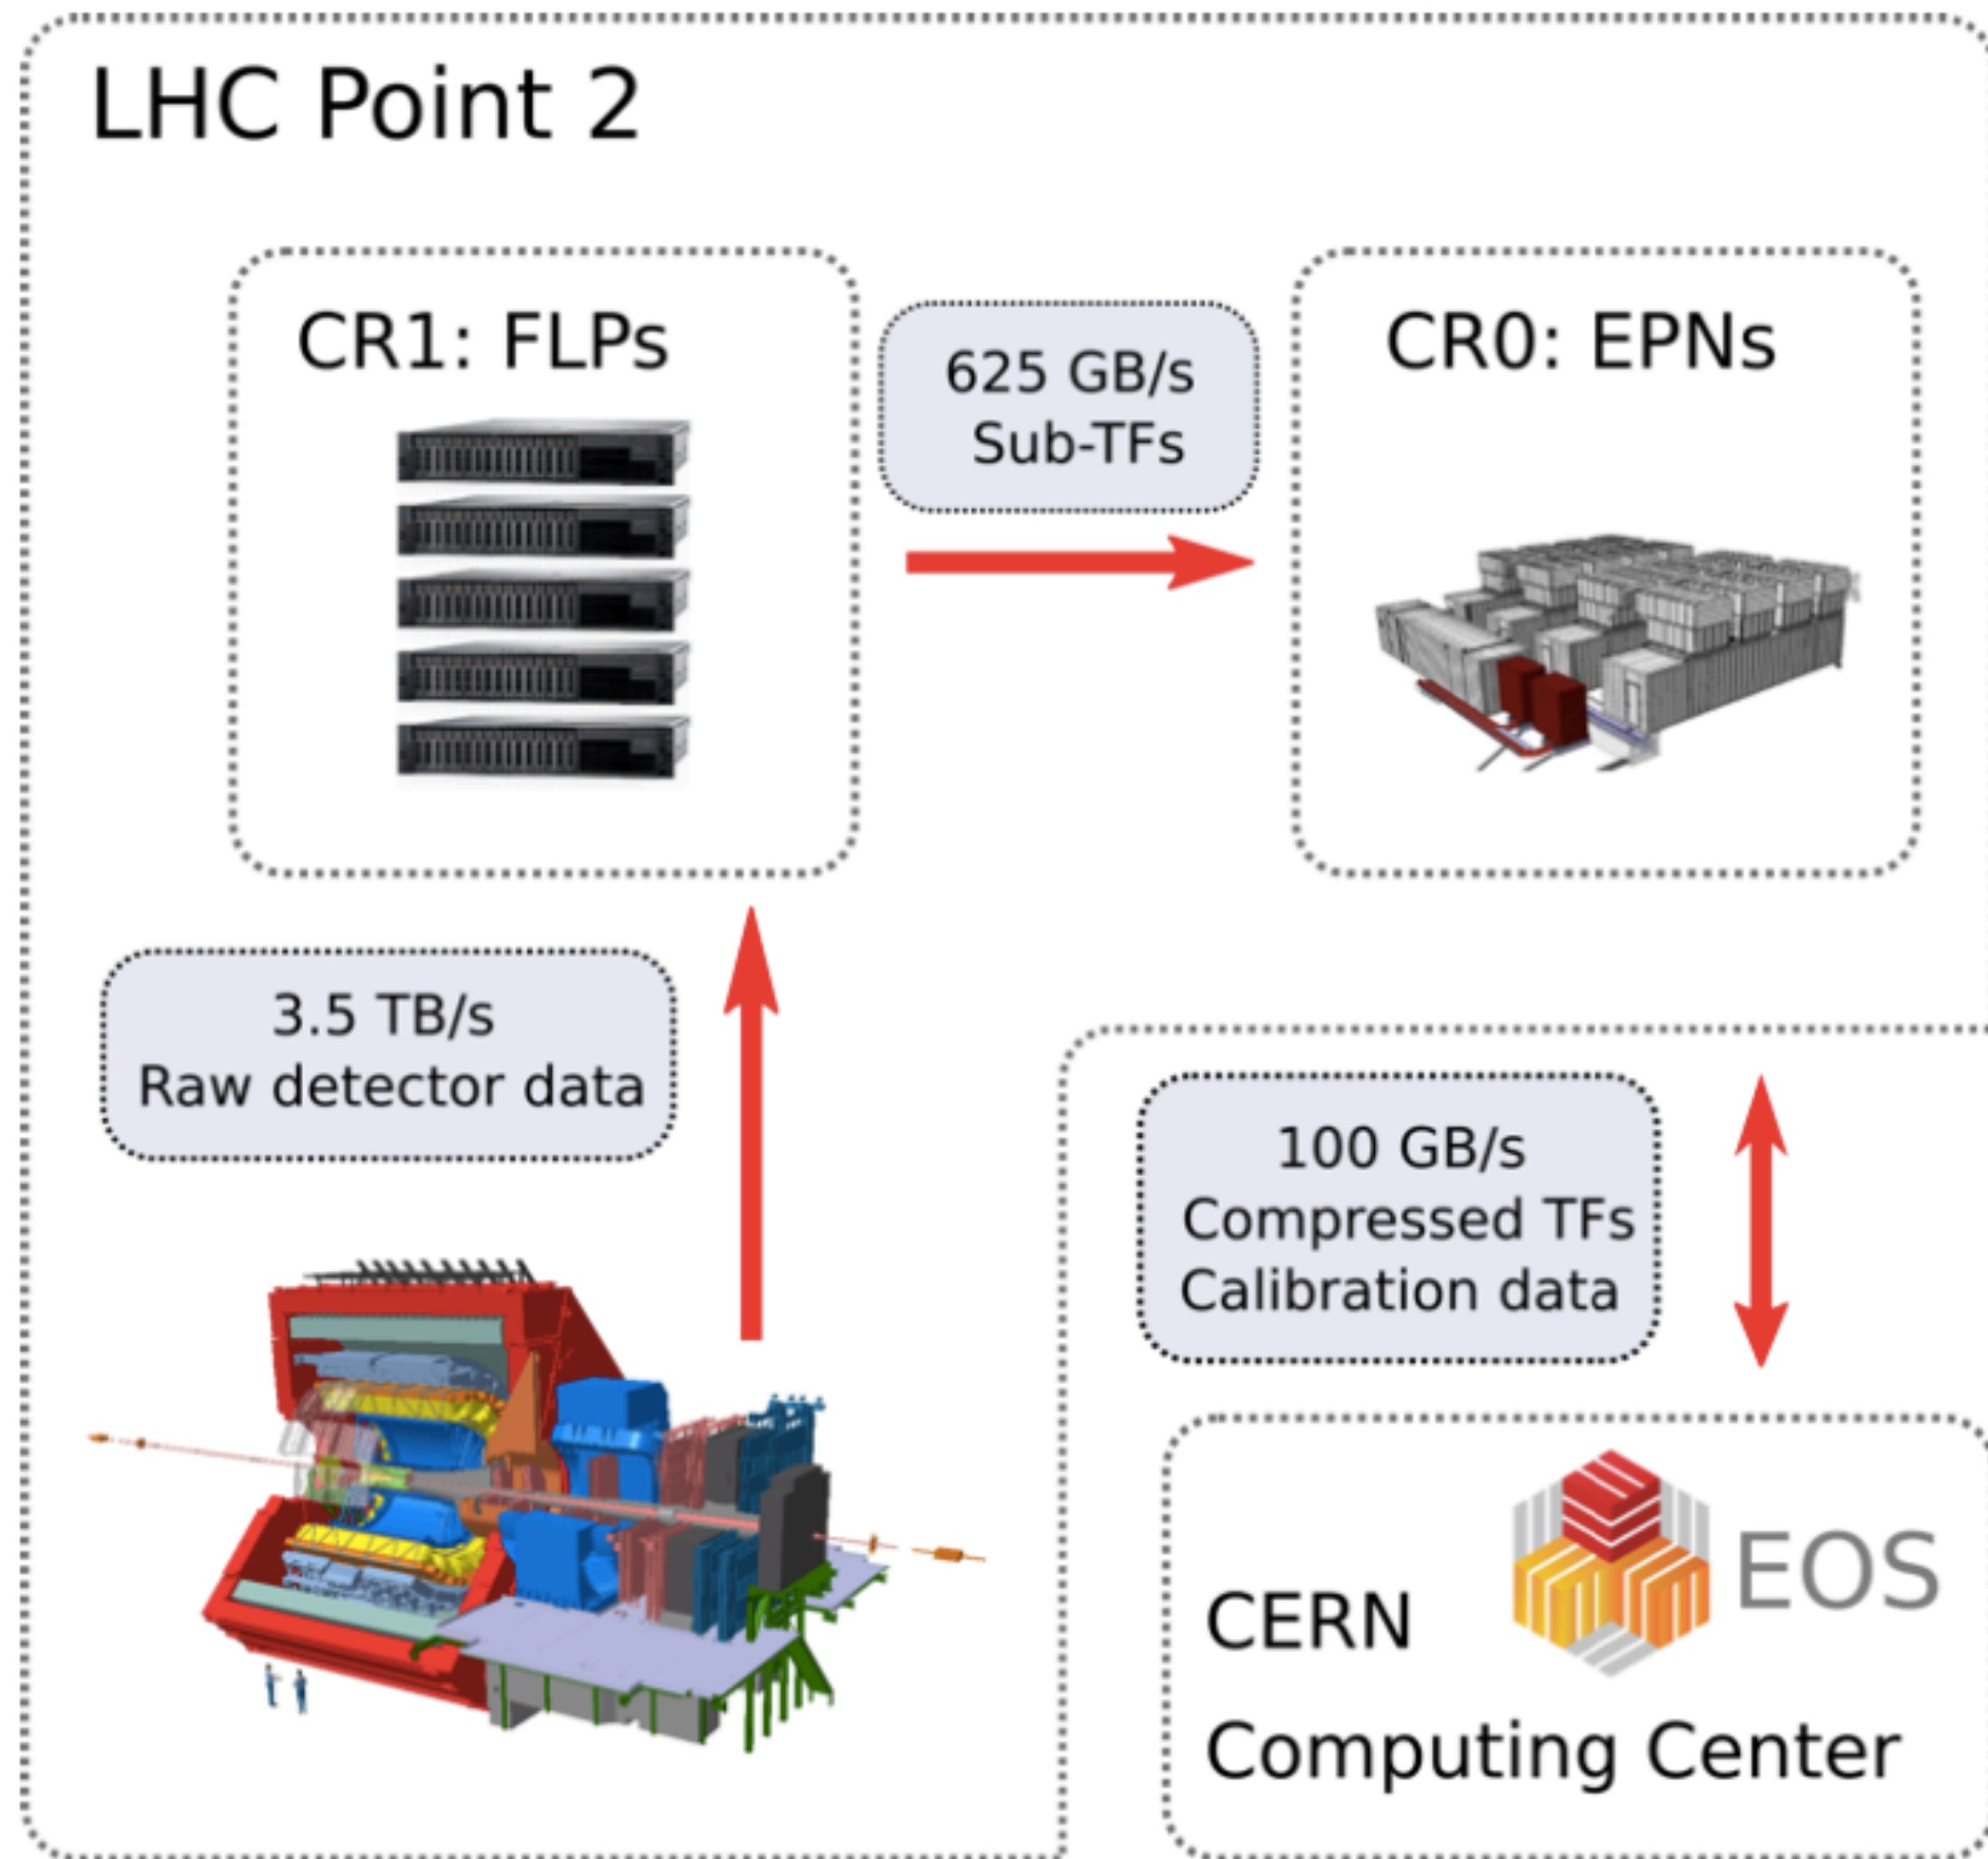 LHC Point 2
CR1: FLPs
625 GB/s
Sub-TFs
CR0: EPNs
3.5 TB/s
Raw detector data
100 GB/s
Compressed TFs
Calibration data
EOS
CERN
Computing Center